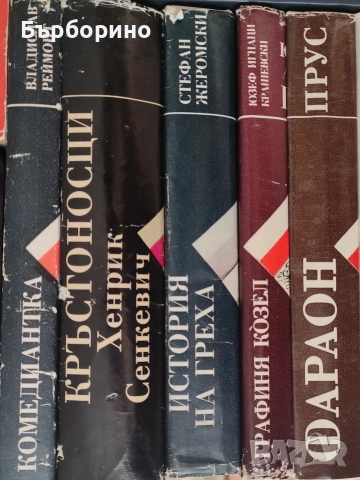 Бърборино
ВЛАДИСЛАВ
РЕЙМОНТ
КОМЕДИАНТКА
КРЪСТОНОСЦИ
Хенрик
Сенкевич
СТЕФАН
ЖЕРОМСКИ
ИСТОРИЯ
НА ГРЕХА
ЮЗЕФ ИГНАЦИ
КРАШЕВСКИ
ГРАФИНЯ КОЗЕЛ
ПРУС
ФАРАОН
BAZAR